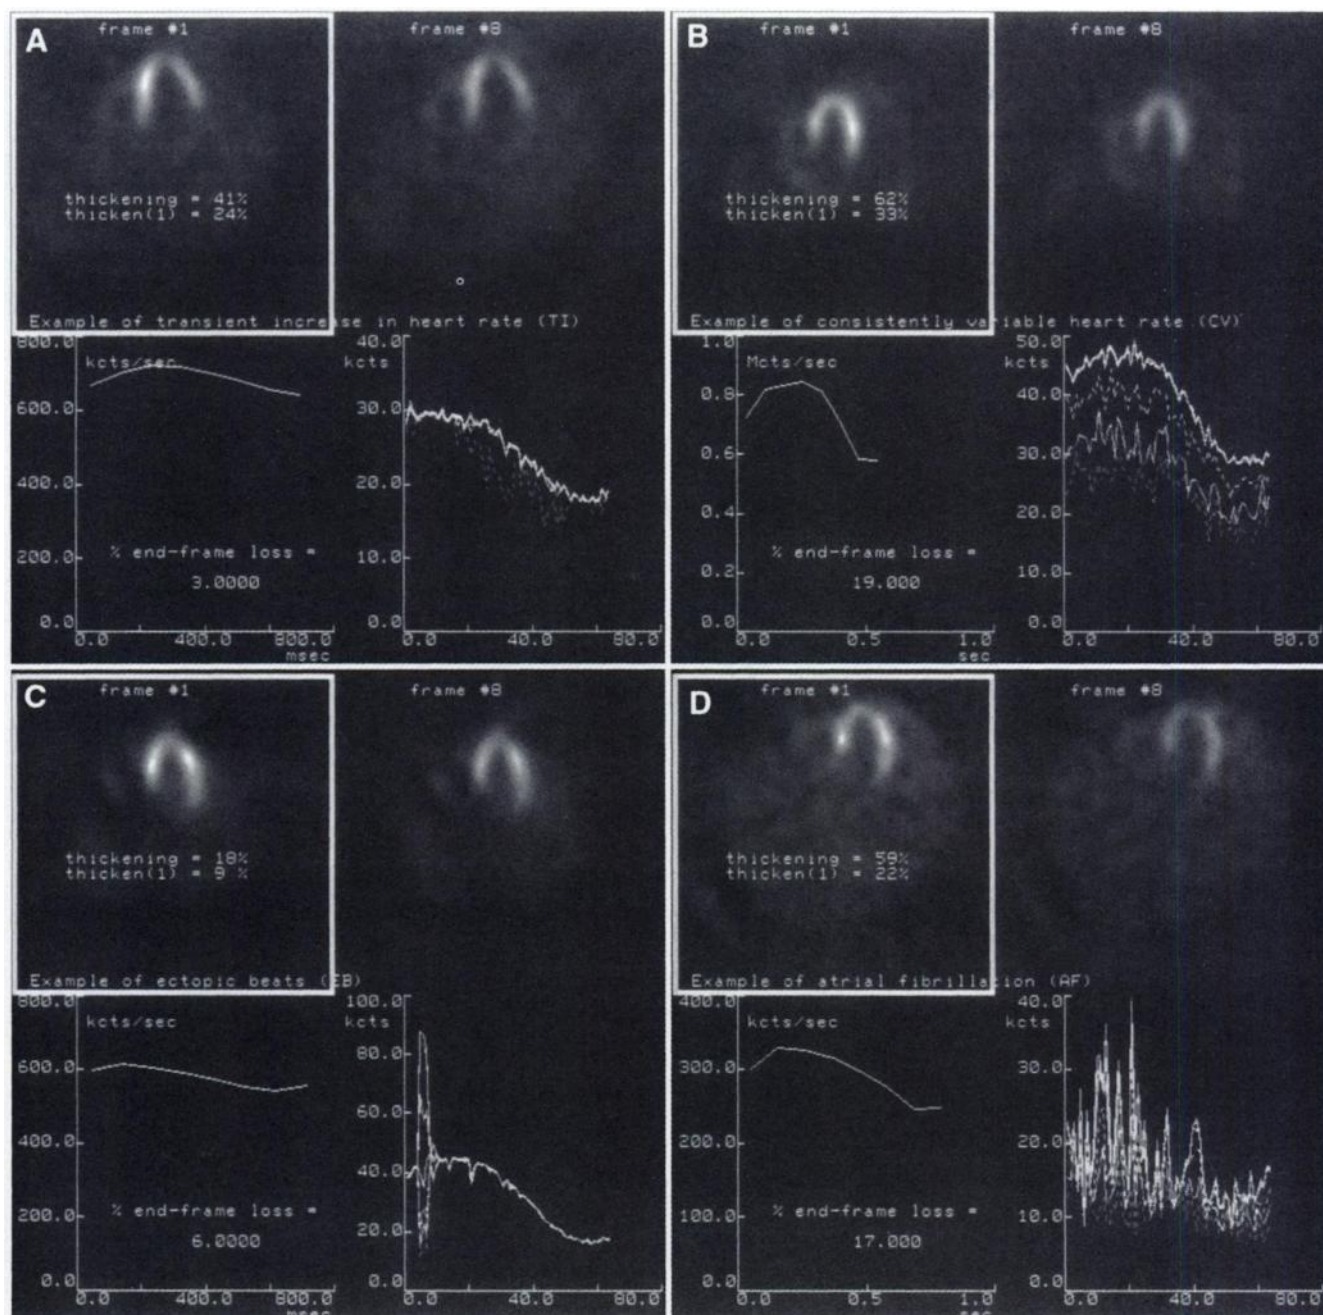 A
frame #1
frame #8
thickening = 41%
thicken(1) = 24%
Example of transient increase in heart rate (TI)
800.0
600.0
400.0
200.0
0.0
kcts/sec
% end-frame loss =
3.0000
0.0
400.0
800.0
msec
40.0
kcts
30.0
20.0
10.0
0.0
0.0
40.0
80.0
B
frame #1
frame #8
thickening = 62%
thicken(1) = 33%
Example of consistently variable heart rate (CV)
1.0
0.8
0.6
0.4
0.2
0.0
Mcts/sec
% end-frame loss =
19.000
0.0
0.5
1.0
sec
50.0
kcts
40.0
30.0
20.0
10.0
0.0
0.0
40.0
80.0
C
frame #1
frame #8
thickening = 18%
thicken(1) = 9 %
Example of ectopic beats (EB)
800.0
600.0
400.0
200.0
0.0
kcts/sec
% end-frame loss =
6.0000
0.0
400.0
800.0
msec
100.0
kcts
80.0
60.0
40.0
20.0
0.0
0.0
40.0
80.0
D
frame #1
frame #8
thickening = 59%
thicken(1) = 22%
Example of atrial fibrillation (AF)
400.0
300.0
200.0
100.0
0.0
kcts/sec
% end-frame loss =
17.000
0.0
0.5
1.0
sec
40.0
kcts
30.0
20.0
10.0
0.0
0.0
40.0
80.0